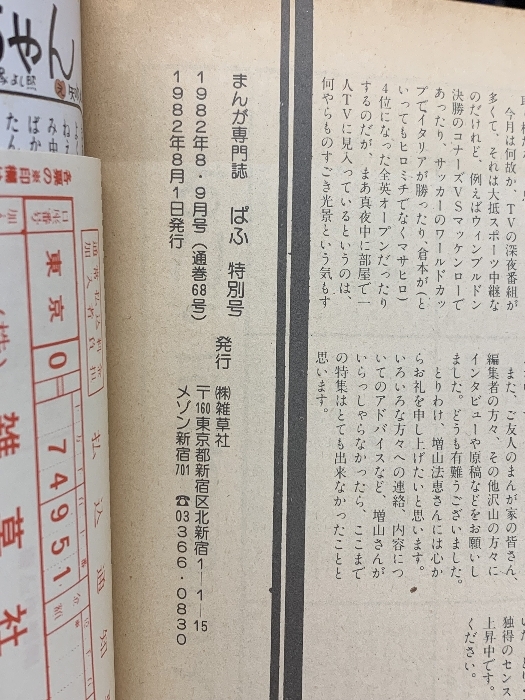 今月は何故か、TVの深夜番組が
多くて、それは大抵スポーツ中継な
のだけれど、例えばウィンブルドン
決勝のコナーズVSマッケンローで
あったり、サッカーのワールドカッ
プでイタリアが勝ったり、倉本が(と
いってもヒロミチでなくマサヒロ)
4位になった全英オープンだったり
するのだが、まあ真夜中に部屋で一
人TVに見入っているというのは、
何やらものすごき光景という気もす
また、ご友人のまんが家の皆さん、
編集者の方々、その他沢山の方々に
インタビューや原稿などをお願いし
ました。どうも有難うございました。
とりわけ、増山法恵さんには心か
らお礼を申し上げたいと思います。
いろいろな方々への連絡、内容につ
いてのアドバイスなど、増山さんが
いらっしゃらなかったら、ここまで
の特集はとても出来なかったことと
思います。
独得のセンス
上昇中です。
ください。
まんが専門誌 ぱふ 特別号
1982年8・9月号(通巻68号)
1982年8月1日発行
発行 ㈱雑草社
〒160東京都新宿区北新宿1―1―15
メゾン新宿701 ☎03366・0830
ちゃん
東京 0
74951
払込通
雑草社